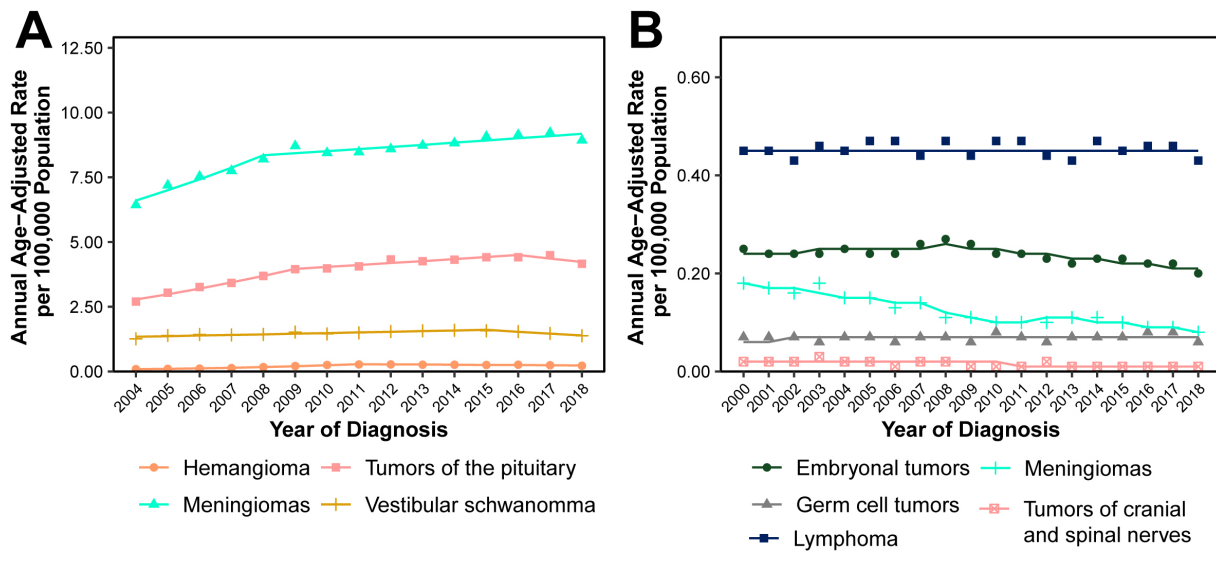 A
Annual Age−Adjusted Rate
per 100,000 Population
12.50
10.00
7.50
5.00
2.50
0.00
2004
2005
2006
2007
2008
2009
2010
2011
2012
2013
2014
2015
2016
2017
2018
Year of Diagnosis
Hemangioma
Tumors of the pituitary
Meningiomas
Vestibular schwanomma
B
Annual Age−Adjusted Rate
per 100,000 Population
0.60
0.40
0.20
0.00
2000
2001
2002
2003
2004
2005
2006
2007
2008
2009
2010
2011
2012
2013
2014
2015
2016
2017
2018
Year of Diagnosis
Embryonal tumors
Meningiomas
Germ cell tumors
Tumors of cranial
and spinal nerves
Lymphoma